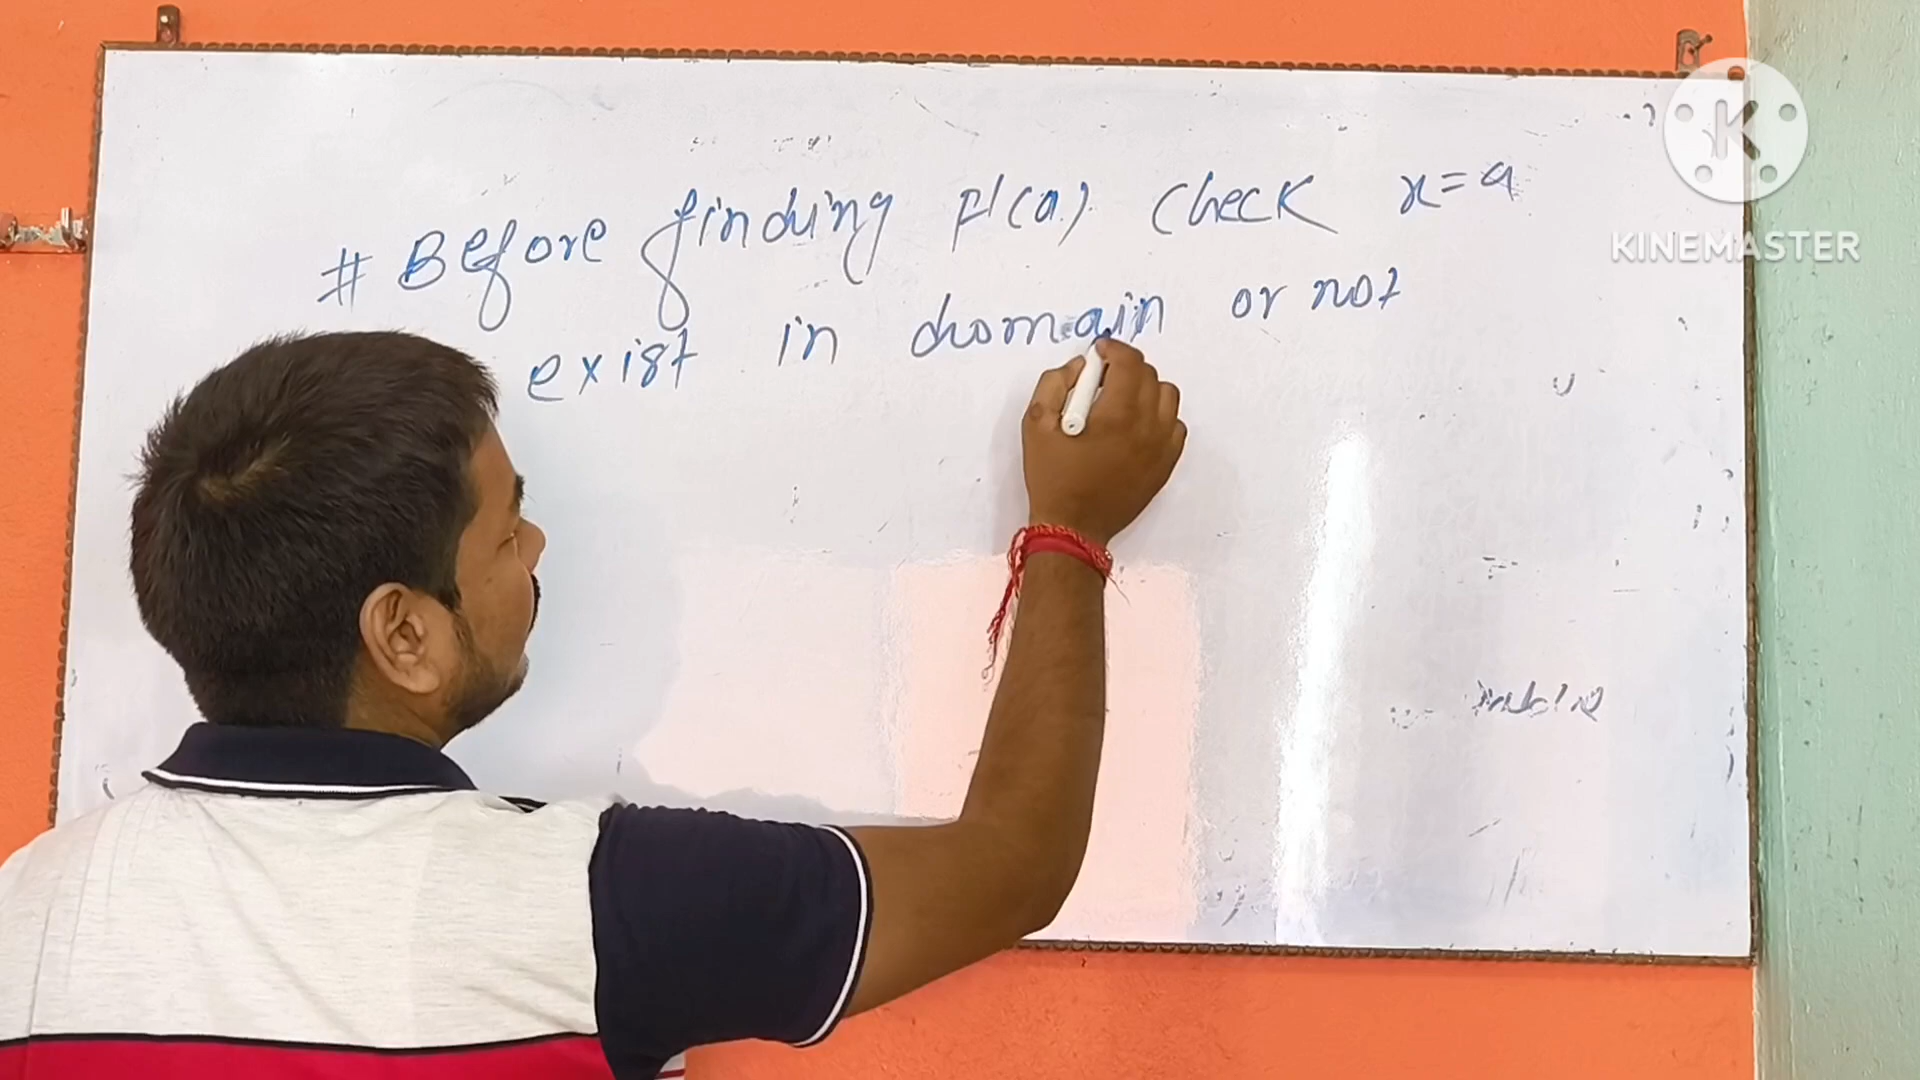 # Before finding F'(a) Check x=a
exist in domain or not
K
KINEMASTER